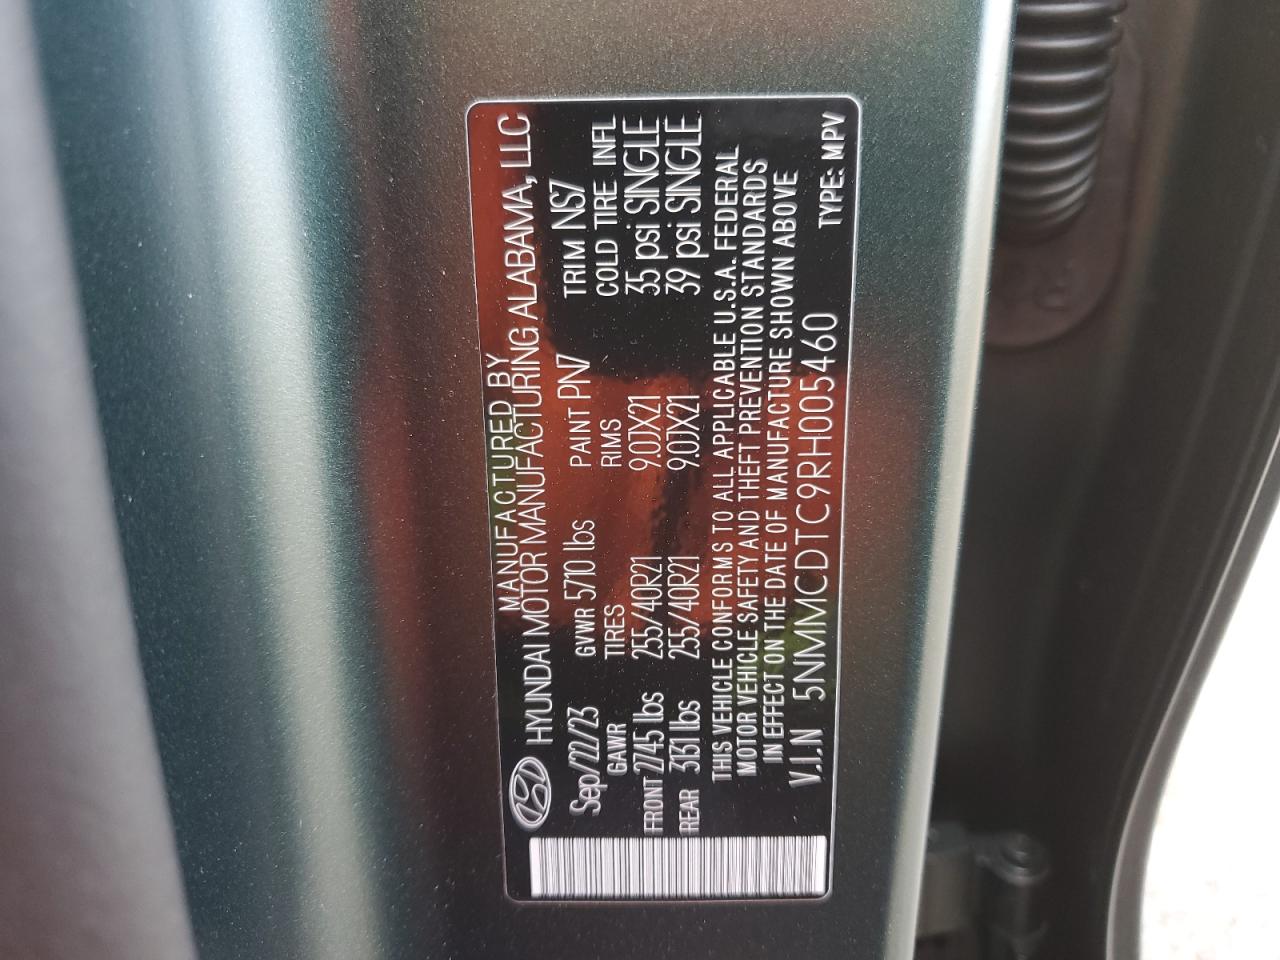 MANUFACTURED BY
HYUNDAI MOTOR MANUFACTURING ALABAMA, LLC
Sep/22/23 GVWR 5710 lbs PAINT PN7 TRIM NS7
GAWR TIRES RIMS COLD TIRE INFL
FRONT 2745 lbs 255/40R21 9.0JX21 35 psi SINGLE
REAR 3131 lbs 255/40R21 9.0JX21 39 psi SINGLE
THIS VEHICLE CONFORMS TO ALL APPLICABLE U.S.A. FEDERAL
MOTOR VEHICLE SAFETY AND THEFT PREVENTION STANDARDS
IN EFFECT ON THE DATE OF MANUFACTURE SHOWN ABOVE
V.I.N 5NMMCDTC9RH005460 TYPE: MPV